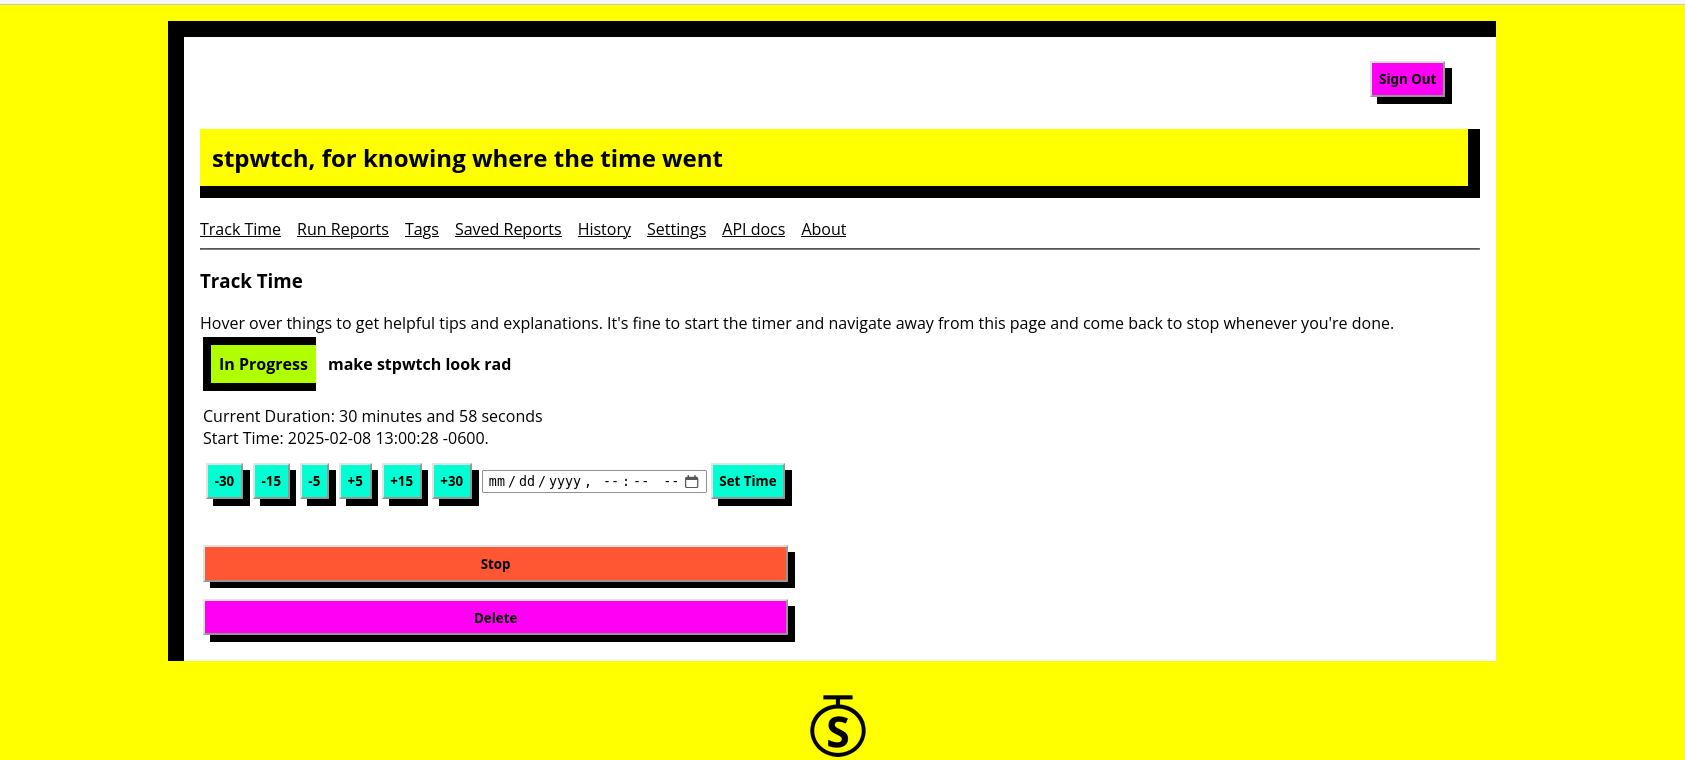 Sign Out
stpwtch, for knowing where the time went
Track Time Run Reports Tags Saved Reports History Settings API docs About
Track Time
Hover over things to get helpful tips and explanations. It's fine to start the timer and navigate away from this page and come back to stop whenever you're done.
In Progress make stpwtch look rad
Current Duration: 30 minutes and 58 seconds
Start Time: 2025-02-08 13:00:28 -0600.
-30 -15 -5 +5 +15 +30 mm/dd/yyyy, --:-- -- Set Time
Stop
Delete
S